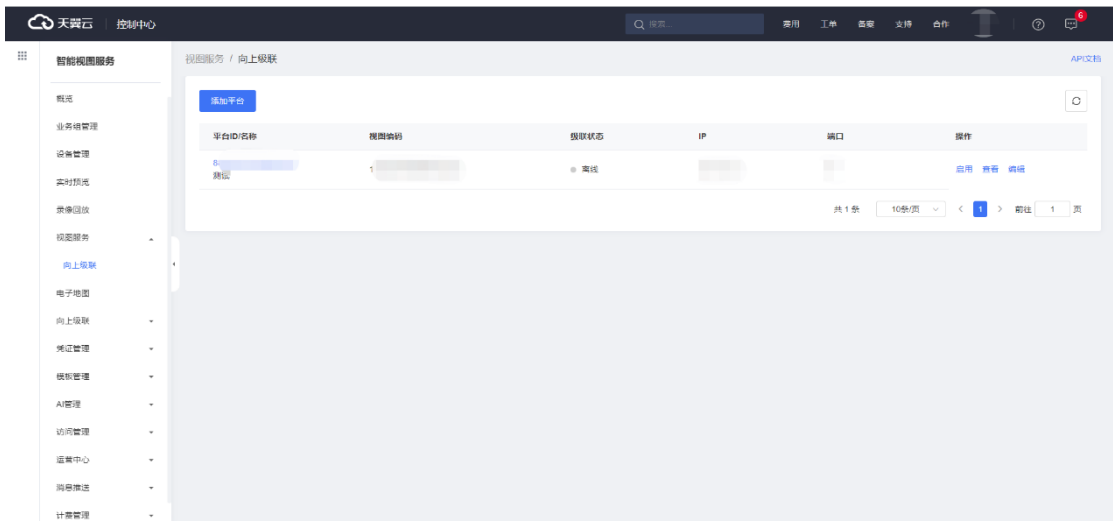 天翼云 控制中心 搜索... 费用 工单 备案 支持 合作 6
智能视图服务
视图服务 / 向上级联 API文档
概览
业务组管理
设备管理
实时预览
录像回放
视图服务
向上级联
电子地图
向上级联
凭证管理
模板管理
AI管理
访问管理
运营中心
消息推送
计费管理
添加平台
平台ID/名称 视图编码 级联状态 IP 端口 操作
8 1 离线 启用 查看 编辑
测试
共 1 条 10条/页 1 前往 1 页